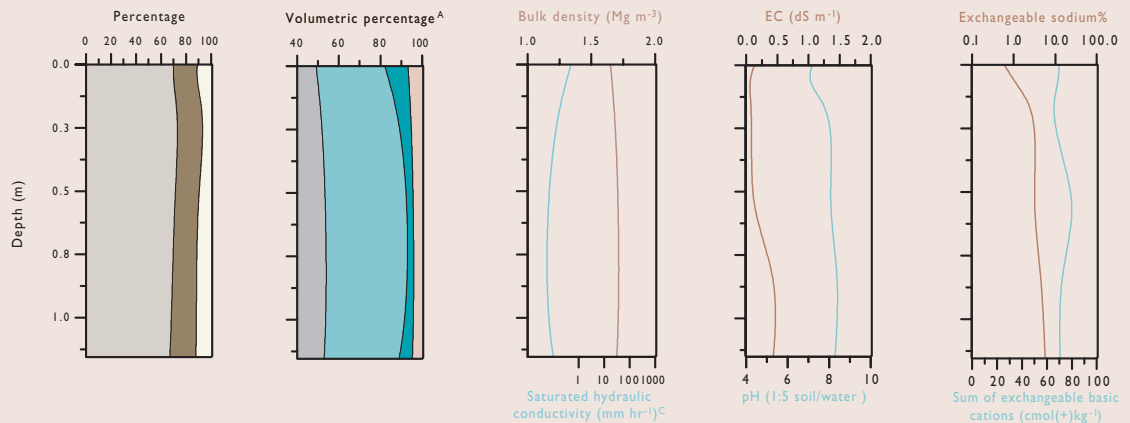 Percentage
0 20 40 60 80 100
Depth (m)
0.0
0.3
0.5
0.8
1.0
Volumetric percentageᴬ
40 60 80 100
Bulk density (Mg m⁻³)
1.0 1.5 2.0
1 10 100 1000
Saturated hydraulic
conductivity (mm hr⁻¹)ᶜ
EC (dS m⁻¹)
0.0 0.5 1.0 1.5 2.0
4 6 8 10
pH (1:5 soil/water )
Exchangeable sodium%
0.1 1.0 10.0 100.0
0 20 40 60 80 100
Sum of exchangeable basic
cations (cmol(+)kg⁻¹)